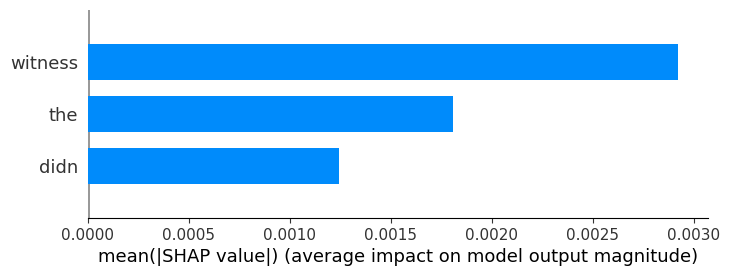 witness
the
didn
0.0000 0.0005 0.0010 0.0015 0.0020 0.0025 0.0030
mean(|SHAP value|) (average impact on model output magnitude)